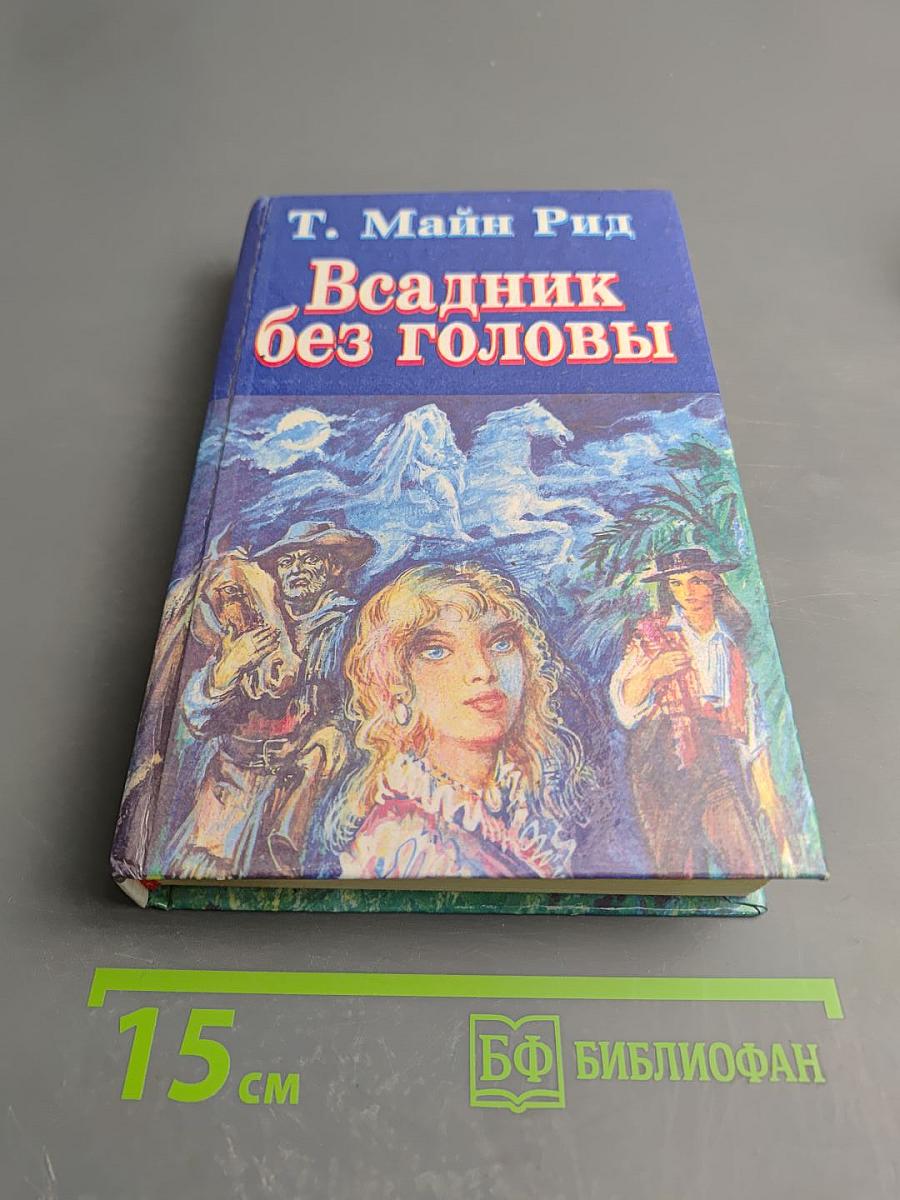 Т. Майн Рид
Всадник
без головы
15 см
БФ БИБЛИОФАН